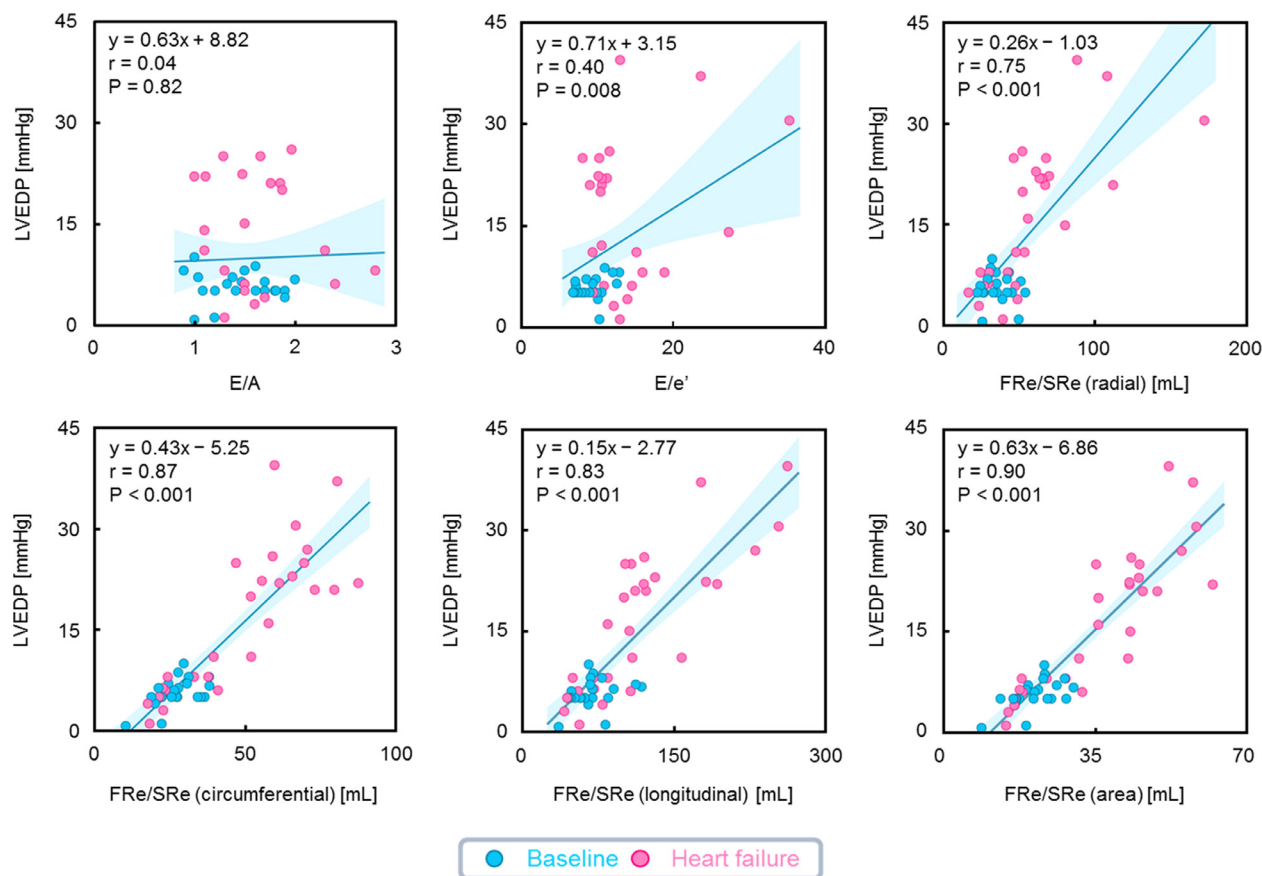 y = 0.63x + 8.82
r = 0.04
P = 0.82
LVEDP [mmHg]
45
30
15
0
0 1 2 3
E/A
y = 0.71x + 3.15
r = 0.40
P = 0.008
LVEDP [mmHg]
45
30
15
0
0 20 40
E/e’
y = 0.26x – 1.03
r = 0.75
P < 0.001
LVEDP [mmHg]
45
30
15
0
0 100 200
FRe/SRe (radial) [mL]
y = 0.43x – 5.25
r = 0.87
P < 0.001
LVEDP [mmHg]
45
30
15
0
0 50 100
FRe/SRe (circumferential) [mL]
y = 0.15x – 2.77
r = 0.83
P < 0.001
LVEDP [mmHg]
45
30
15
0
0 150 300
FRe/SRe (longitudinal) [mL]
y = 0.63x – 6.86
r = 0.90
P < 0.001
LVEDP [mmHg]
45
30
15
0
0 35 70
FRe/SRe (area) [mL]
Baseline Heart failure